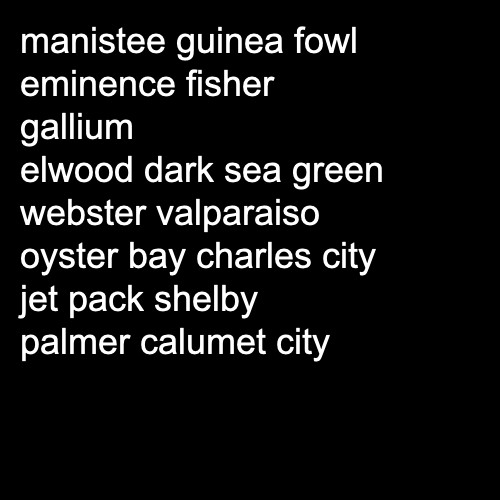 manistee guinea fowl
eminence fisher
gallium
elwood dark sea green
webster valparaiso
oyster bay charles city
jet pack shelby
palmer calumet city